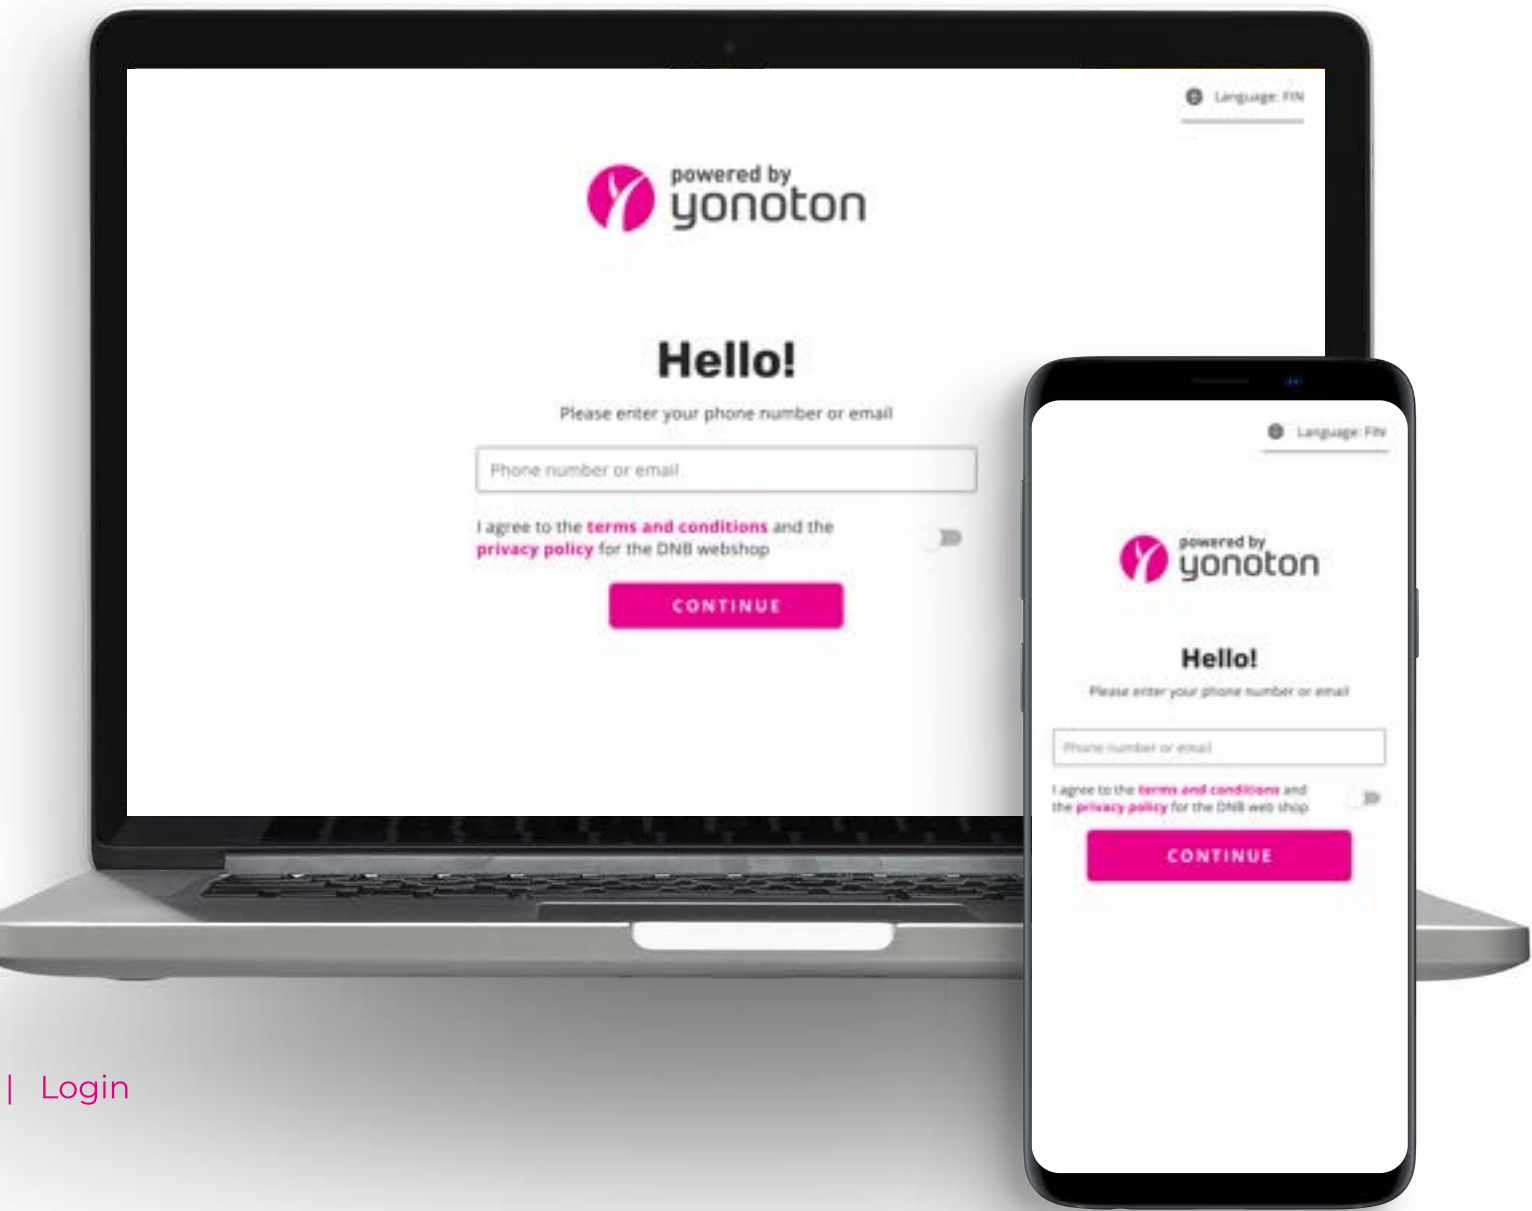 Language: FIN
powered by
yonoton
Hello!
Please enter your phone number or email
Phone number or email
I agree to the terms and conditions and the
privacy policy for the DNB webshop
CONTINUE
Language: FIN
powered by
yonoton
Hello!
Please enter your phone number or email
Phone number or email
I agree to the terms and conditions and
the privacy policy for the DNB web shop
CONTINUE
| Login